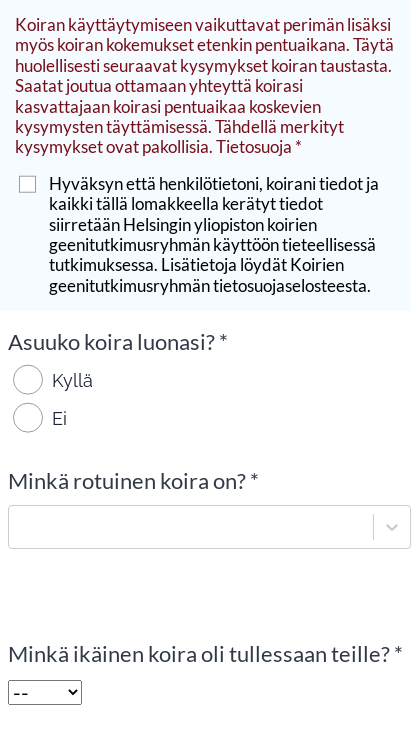 Koiran käyttäytymiseen vaikuttavat perimän lisäksi
myös koiran kokemukset etenkin pentuaikana. Täytä
huolellisesti seuraavat kysymykset koiran taustasta.
Saatat joutua ottamaan yhteyttä koirasi
kasvattajaan koirasi pentuaikaa koskevien
kysymysten täyttämisessä. Tähdellä merkityt
kysymykset ovat pakollisia. Tietosuoja *
Hyväksyn että henkilötietoni, koirani tiedot ja
kaikki tällä lomakkeella kerätyt tiedot
siirretään Helsingin yliopiston koirien
geenitutkimusryhmän käyttöön tieteellisessä
tutkimuksessa. Lisätietoja löydät Koirien
geenitutkimusryhmän tietosuojaselosteesta.
Asuuko koira luonasi? *
Kyllä
Ei
Minkä rotuinen koira on? *
Minkä ikäinen koira oli tullessaan teille? *
--